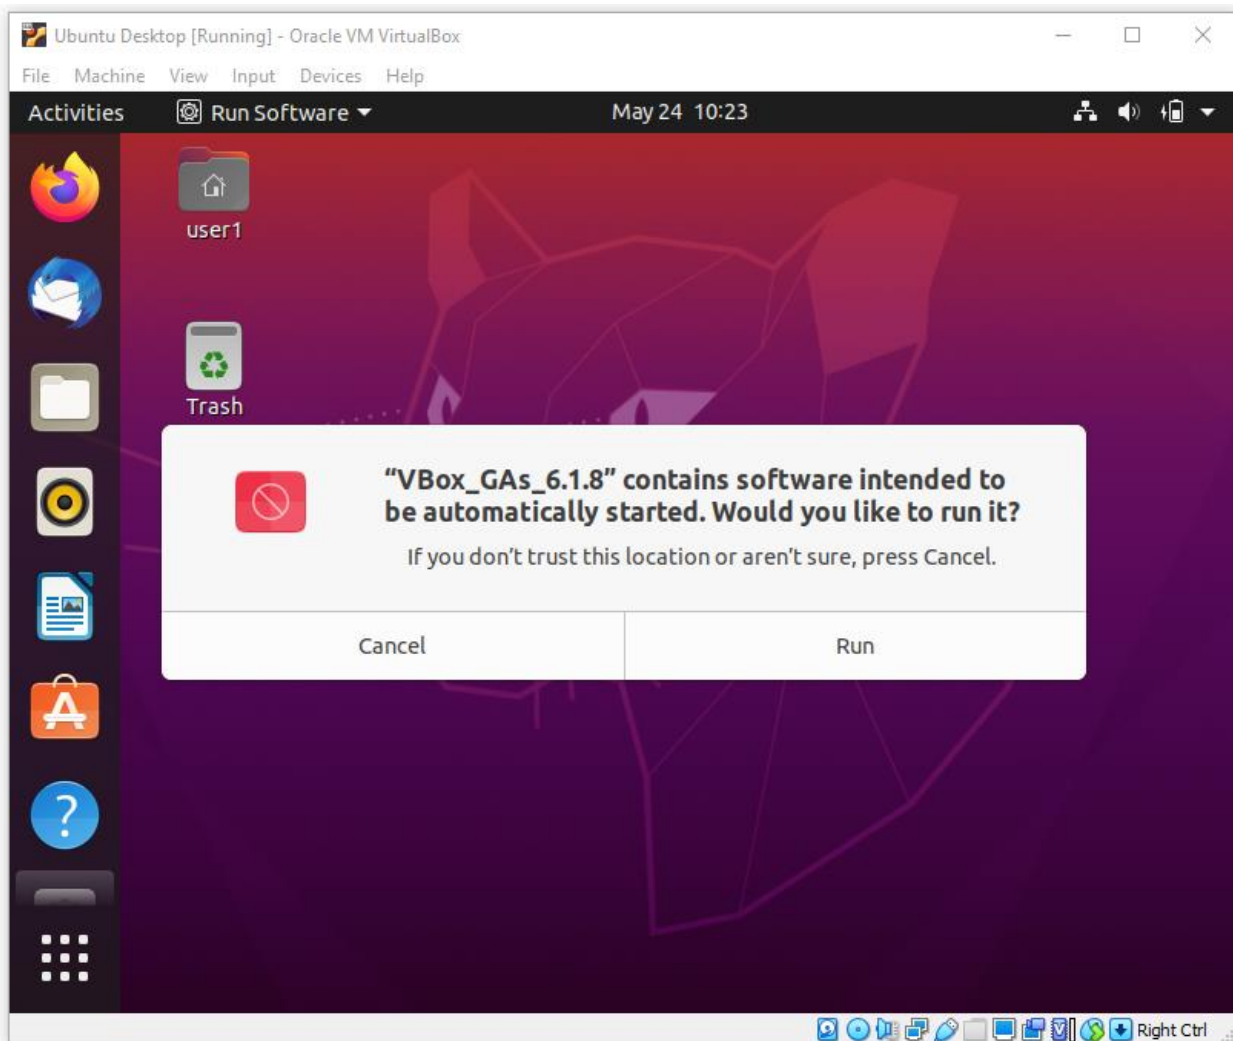 Ubuntu Desktop [Running] - Oracle VM VirtualBox
File Machine View Input Devices Help
Activities Run Software May 24 10:23
user1
Trash
“VBox_GAs_6.1.8” contains software intended to
be automatically started. Would you like to run it?
If you don’t trust this location or aren’t sure, press Cancel.
Cancel Run
Right Ctrl